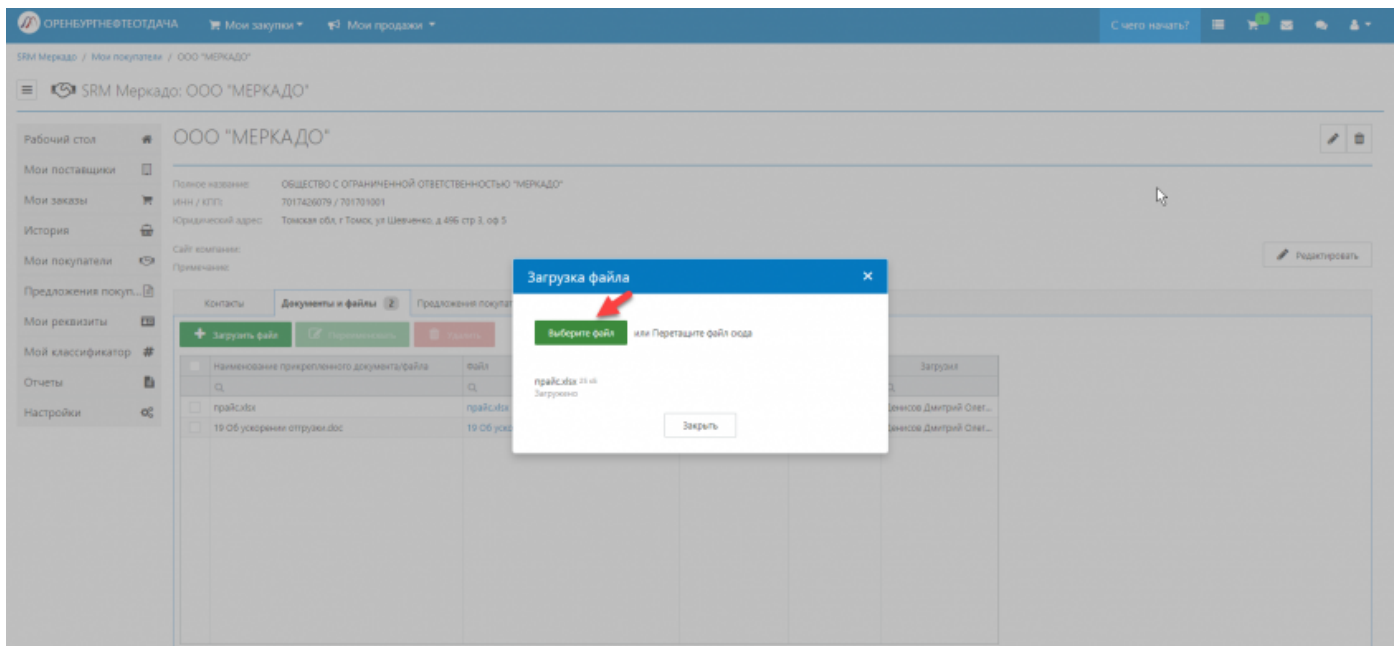 ОРЕНБУРГНЕФТЕОТДАЧА Мои закупки Мои продажи С чего начать?
SRM Меркадо / Мои покупатели / ООО "МЕРКАДО"
SRM Меркадо: ООО "МЕРКАДО"
Рабочий стол
Мои поставщики
Мои заказы
История
Мои покупатели
Предложения покуп...
Мои реквизиты
Мой классификатор
Отчеты
Настройки
ООО "МЕРКАДО"
Полное название: ОБЩЕСТВО С ОГРАНИЧЕННОЙ ОТВЕТСТВЕННОСТЬЮ "МЕРКАДО"
ИНН / КПП: 7017426079 / 701701001
Юридический адрес: Томская обл, г Томск, ул Шевченко, д 49Б стр 3, оф 5
Сайт компании:
Примечание:
Редактировать
Контакты Документы и файлы 2 Предложения покупат
Загрузить файл Переименовать Удалить
Наименование прикрепленного документа/файла Файл Загрузил
прайс.xlsx прайс.xlsx Денисов Дмитрий Олег...
19 Об ускорении отгрузки.doc 19 Об уско Денисов Дмитрий Олег...
Загрузка файла
Выберите файл или Перетащите файл сюда
прайс.xlsx
Загружено
Закрыть